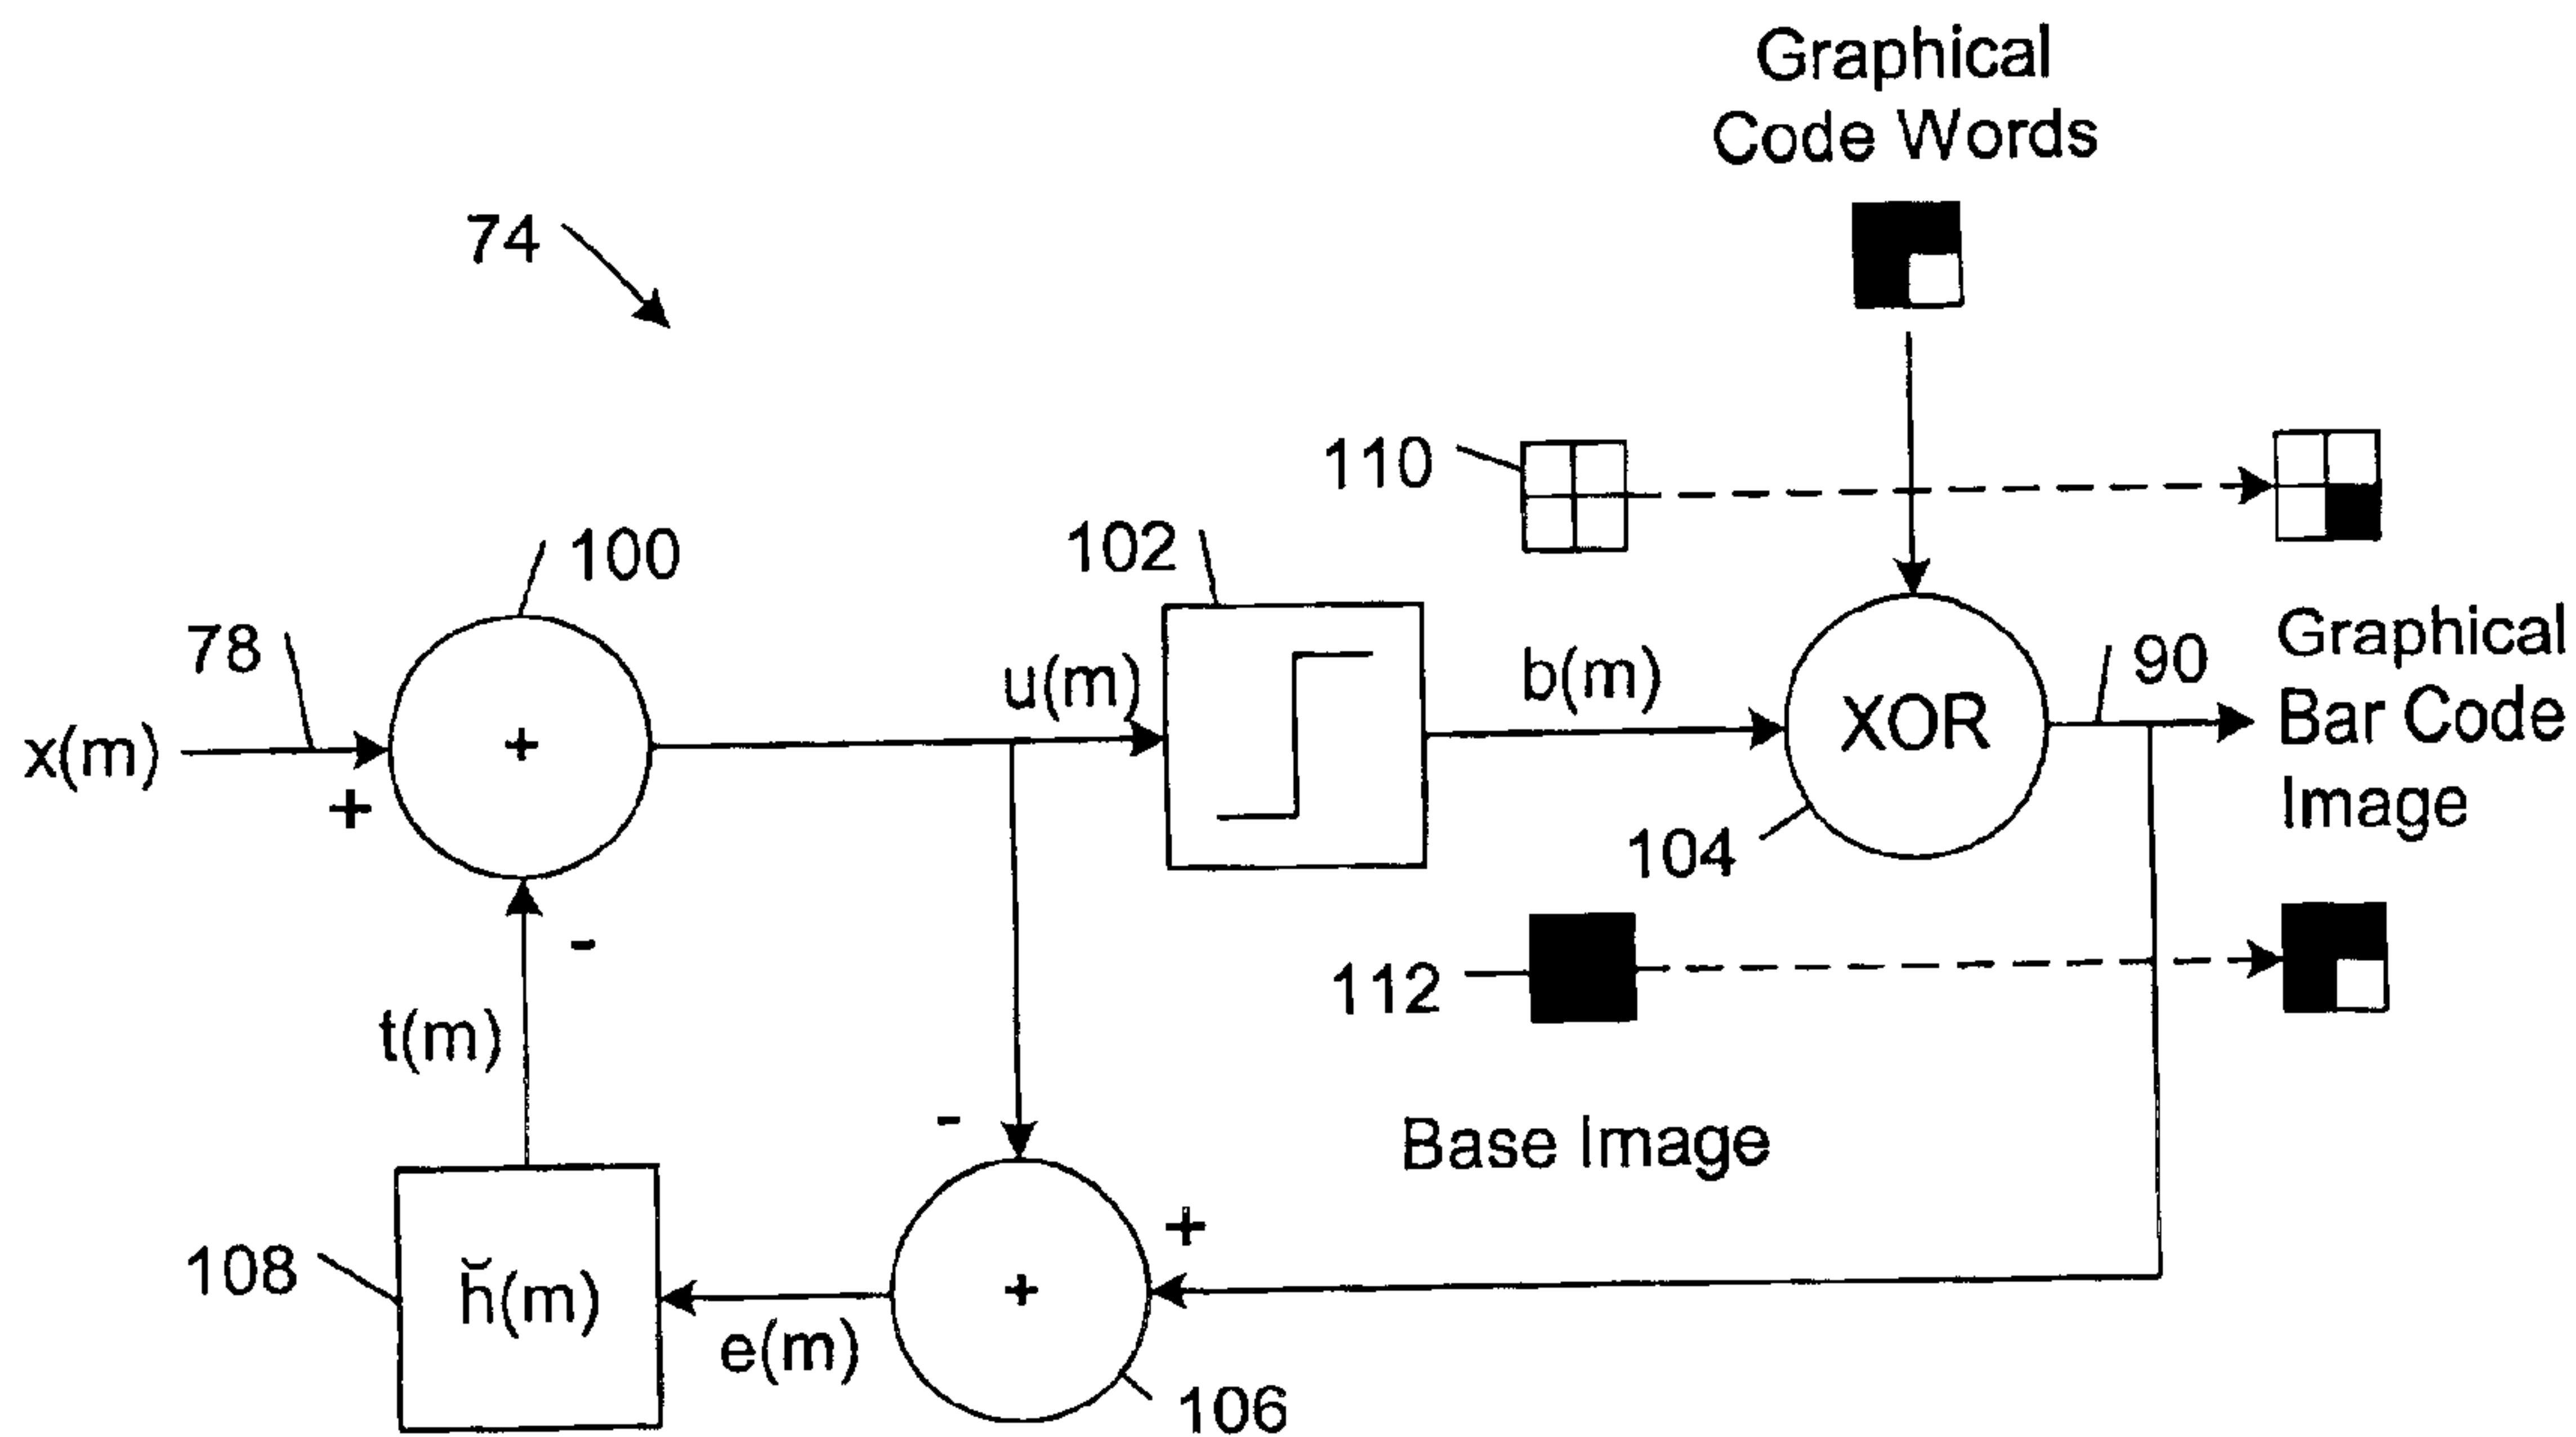 Graphical
Code Words
74
110
100
102
78
u(m)
b(m)
90
Graphical
x(m)
+
+
XOR
Bar Code
Image
104
-
112
t(m)
-
Base Image
+
108
h̆(m)
e(m)
+
106